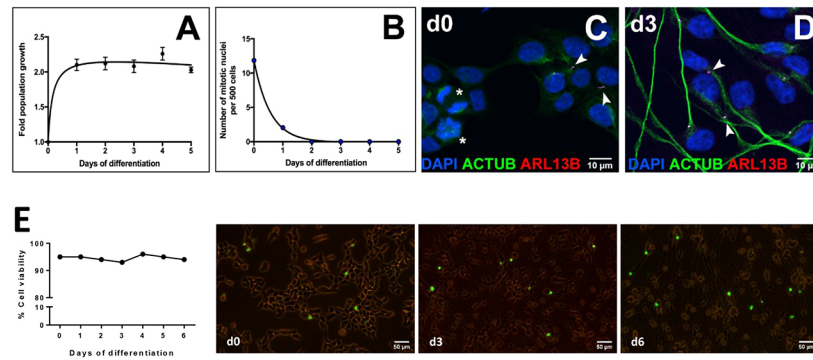 A
Fold population growth
2.5
2.0
1.5
1.0
0 1 2 3 4 5
Days of differentiation
B
Number of mitotic nuclei
per 500 cells
15
10
5
0
0 1 2 3 4 5
Days of differentiation
d0
C
*
*
DAPI ACTUB ARL13B
10 µm
d3
D
DAPI ACTUB ARL13B
10 µm
E
% Cell viability
100
90
80
10
0
0 1 2 3 4 5 6
Days of differentiation
d0
50 µm
d3
50 µm
d6
50 µm